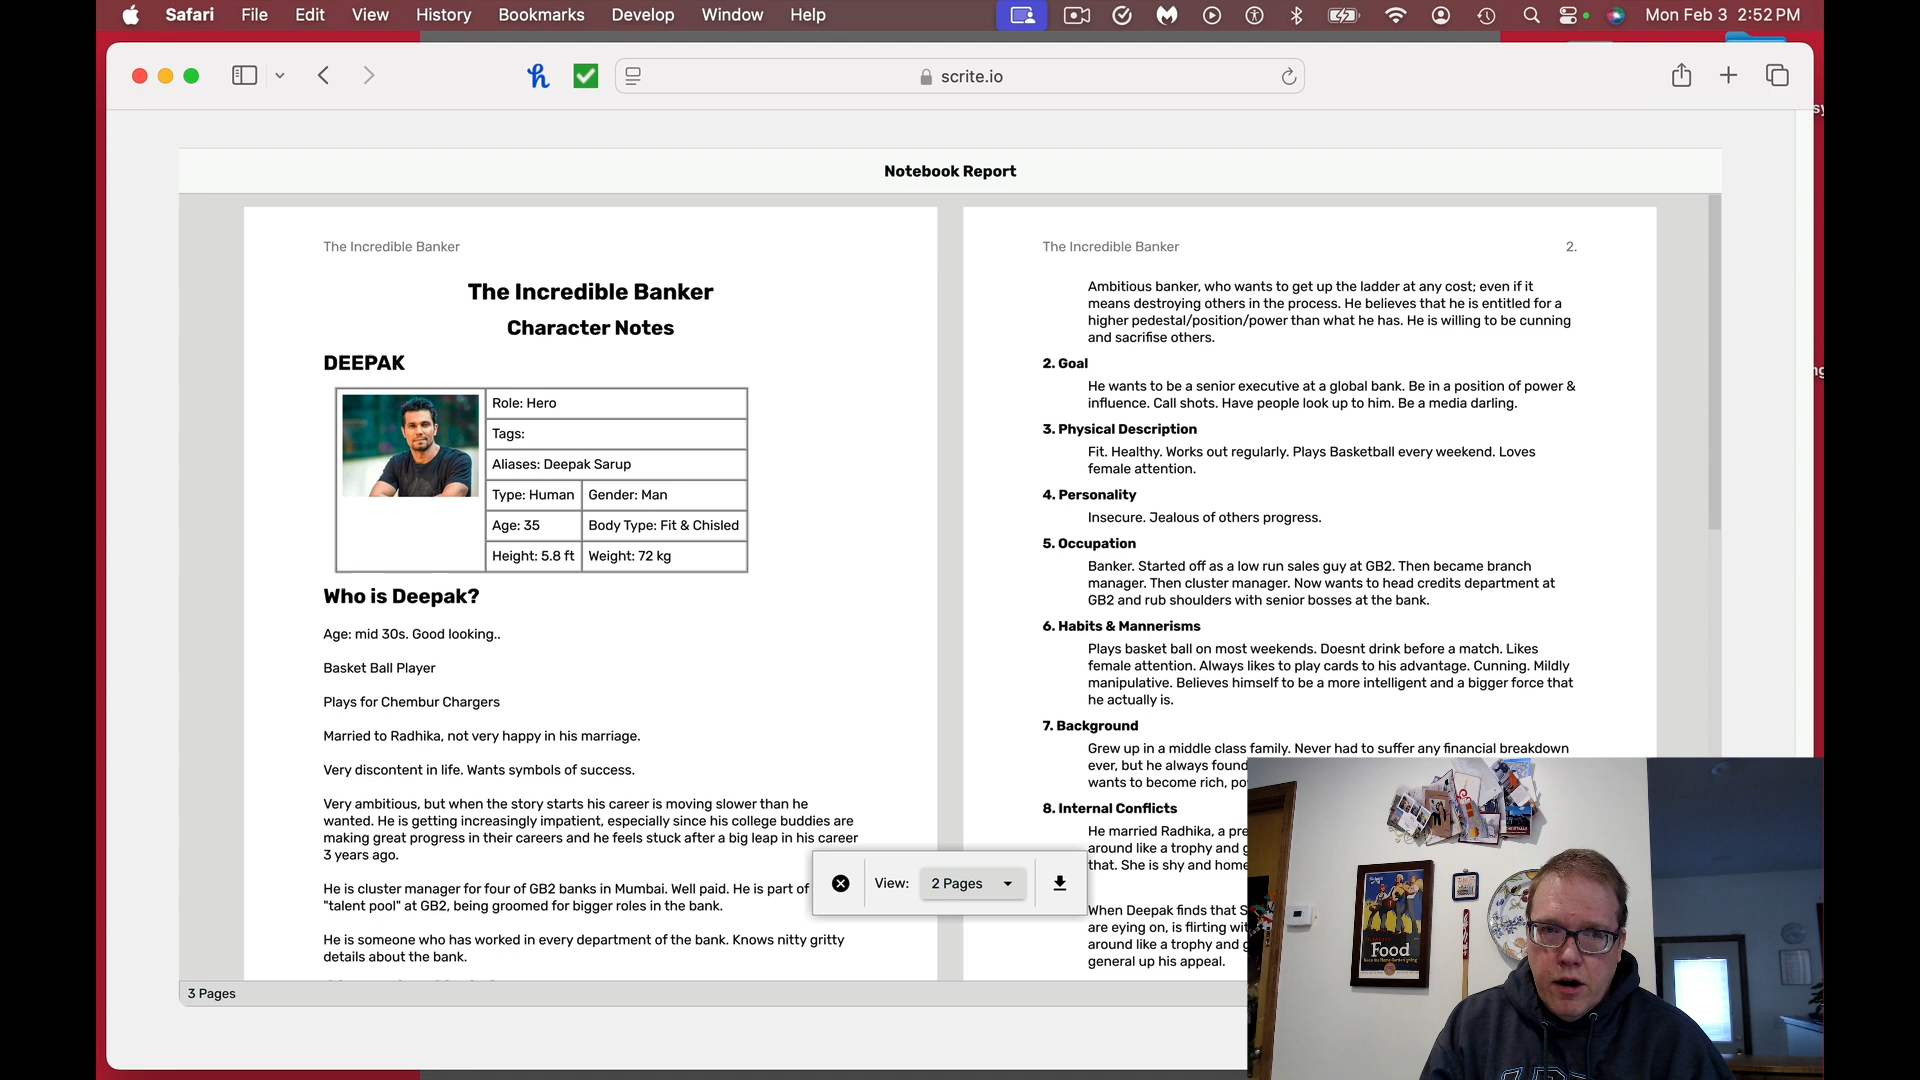 Safari File Edit View History Bookmarks Develop Window Help Mon Feb 3 2:52 PM
scrite.io
Notebook Report
The Incredible Banker
The Incredible Banker
Character Notes
DEEPAK
Role: Hero
Tags:
Aliases: Deepak Sarup
Type: Human Gender: Man
Age: 35 Body Type: Fit & Chisled
Height: 5.8 ft Weight: 72 kg
Who is Deepak?
Age: mid 30s. Good looking..
Basket Ball Player
Plays for Chembur Chargers
Married to Radhika, not very happy in his marriage.
Very discontent in life. Wants symbols of success.
Very ambitious, but when the story starts his career is moving slower than he
wanted. He is getting increasingly impatient, especially since his college buddies are
making great progress in their careers and he feels stuck after a big leap in his career
3 years ago.
He is cluster manager for four of GB2 banks in Mumbai. Well paid. He is part of
"talent pool" at GB2, being groomed for bigger roles in the bank.
He is someone who has worked in every department of the bank. Knows nitty gritty
details about the bank.
The Incredible Banker 2.
Ambitious banker, who wants to get up the ladder at any cost; even if it
means destroying others in the process. He believes that he is entitled for a
higher pedestal/position/power than what he has. He is willing to be cunning
and sacrifise others.
2. Goal
He wants to be a senior executive at a global bank. Be in a position of power &
influence. Call shots. Have people look up to him. Be a media darling.
3. Physical Description
Fit. Healthy. Works out regularly. Plays Basketball every weekend. Loves
female attention.
4. Personality
Insecure. Jealous of others progress.
5. Occupation
Banker. Started off as a low run sales guy at GB2. Then became branch
manager. Then cluster manager. Now wants to head credits department at
GB2 and rub shoulders with senior bosses at the bank.
6. Habits & Mannerisms
Plays basket ball on most weekends. Doesnt drink before a match. Likes
female attention. Always likes to play cards to his advantage. Cunning. Mildly
manipulative. Believes himself to be a more intelligent and a bigger force that
he actually is.
7. Background
Grew up in a middle class family. Never had to suffer any financial breakdown
ever, but he always found
wants to become rich, po
8. Internal Conflicts
He married Radhika, a pre
around like a trophy and g
that. She is shy and home
When Deepak finds that S
are eying on, is flirting wit
around like a trophy and g
general up his appeal.
View: 2 Pages
3 Pages
Food